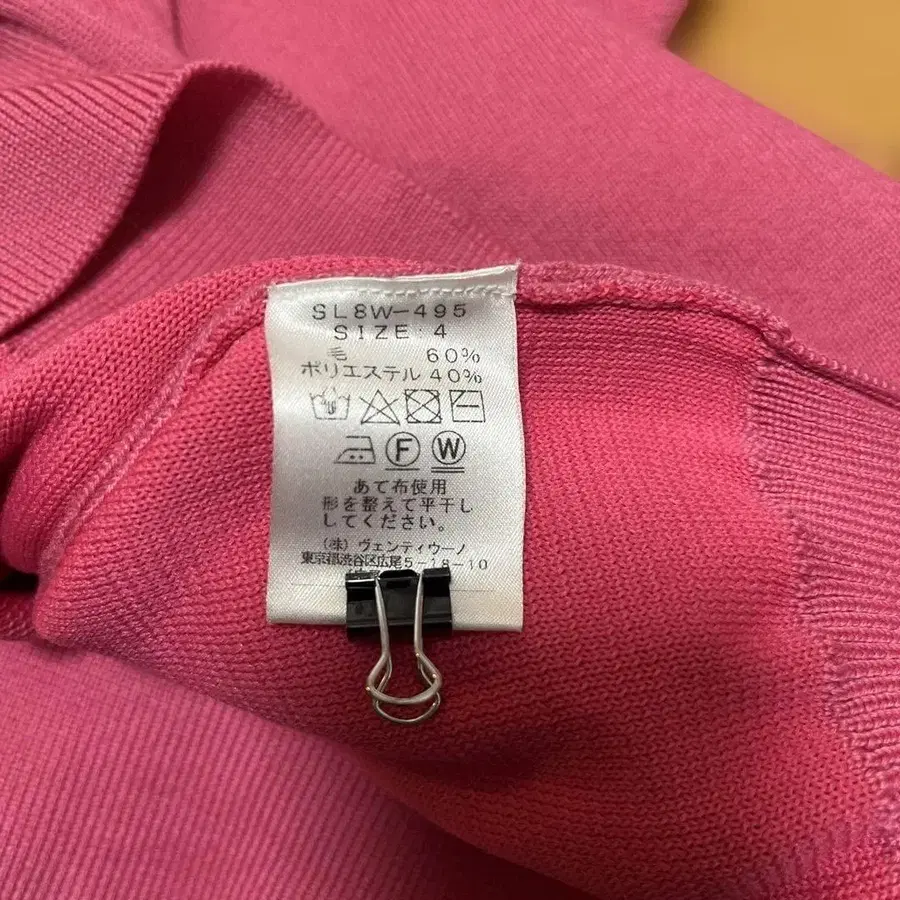 SL8W-495
SIZE 4
毛 60%
ポリエステル 40%
F W
あて布使用
形を整えて平干し
してください。
(株) ヴェンティウーノ
東京都渋谷区広尾5-18-10